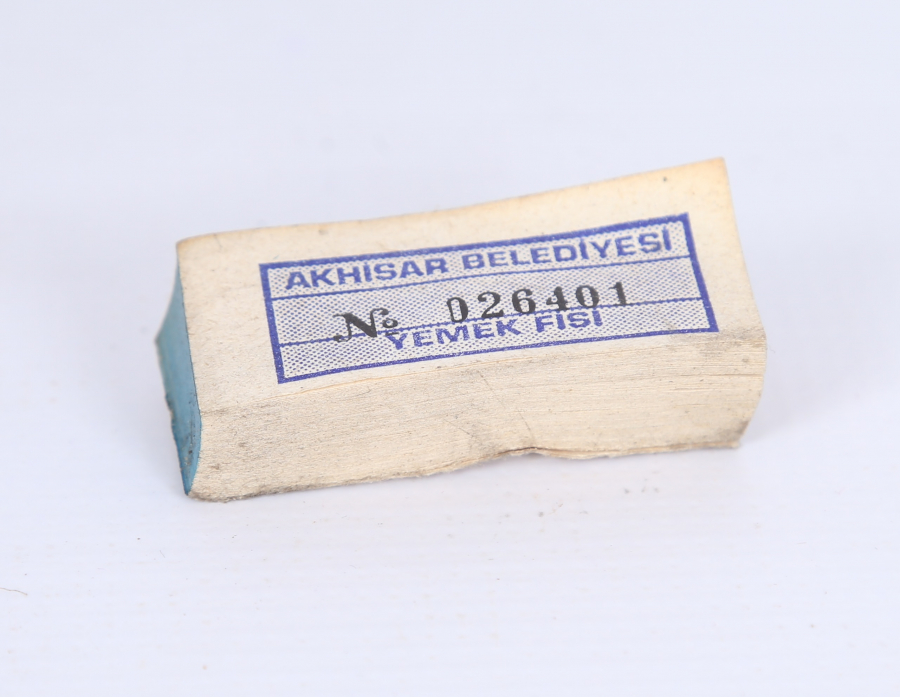 AKHİSAR BELEDİYESİ
No 026401
YEMEK FİŞİ